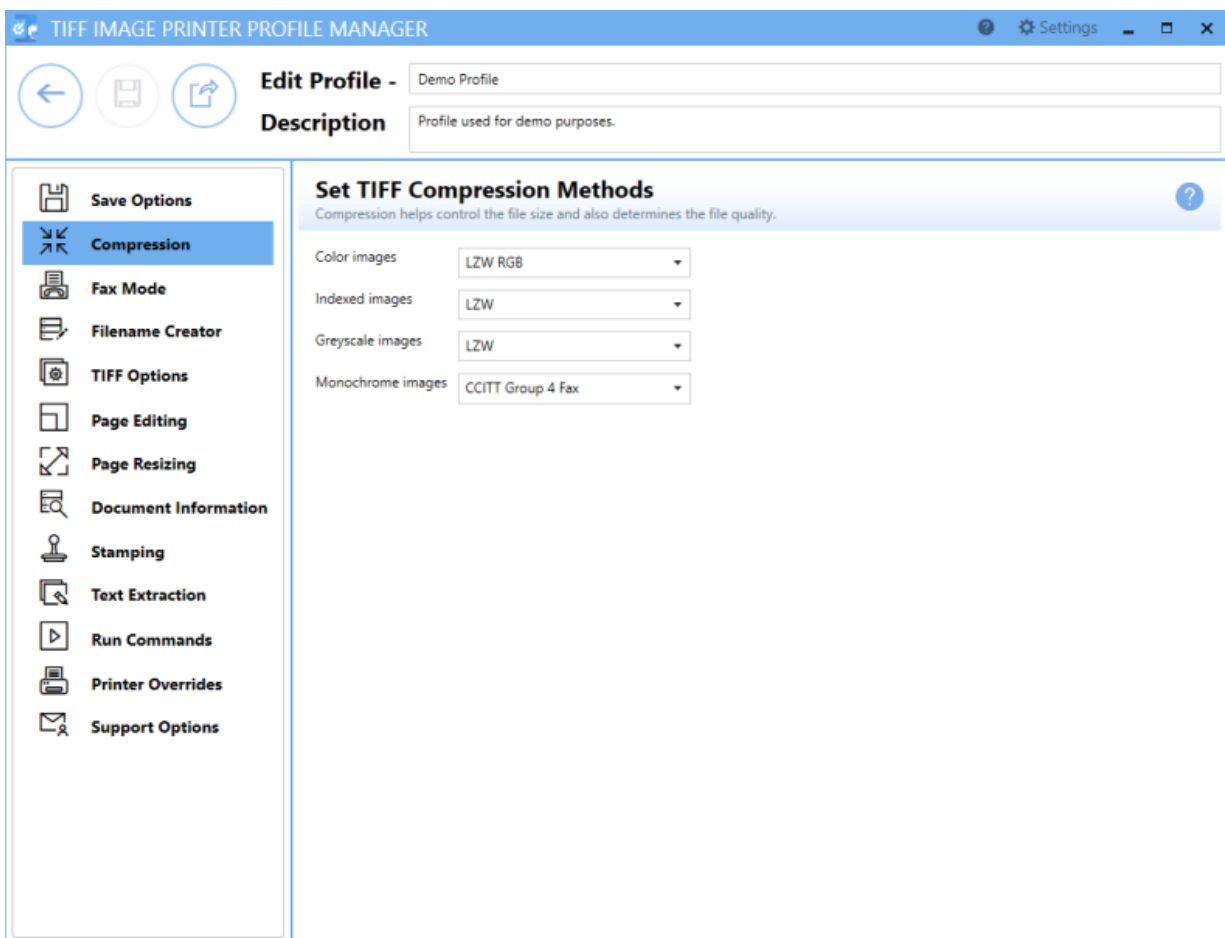 TIFF IMAGE PRINTER PROFILE MANAGER
? Settings
Edit Profile - Demo Profile
Description Profile used for demo purposes.
Save Options
Compression
Fax Mode
Filename Creator
TIFF Options
Page Editing
Page Resizing
Document Information
Stamping
Text Extraction
Run Commands
Printer Overrides
Support Options
Set TIFF Compression Methods
?
Compression helps control the file size and also determines the file quality.
Color images LZW RGB
Indexed images LZW
Greyscale images LZW
Monochrome images CCITT Group 4 Fax